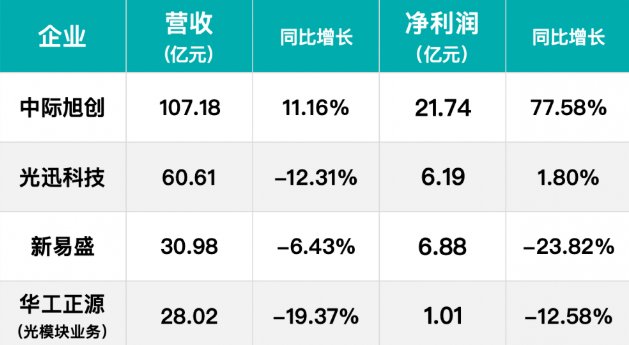 企业 营收 (亿元) 同比增长 净利润 (亿元) 同比增长
中际旭创 107.18 11.16% 21.74 77.58%
光迅科技 60.61 -12.31% 6.19 1.80%
新易盛 30.98 -6.43% 6.88 -23.82%
华工正源 (光模块业务) 28.02 -19.37% 1.01 -12.58%